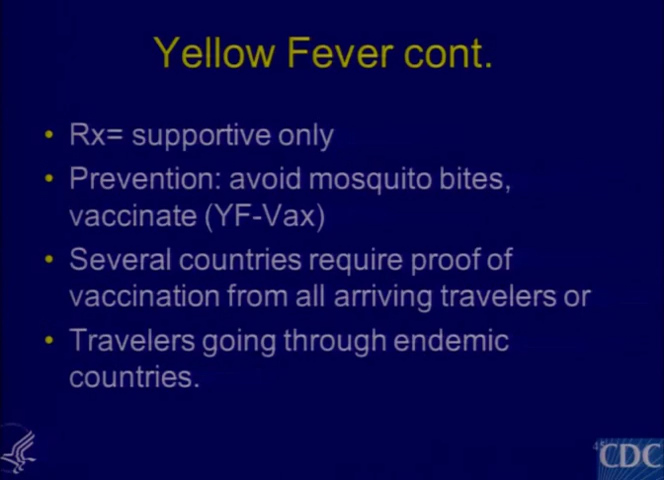 Yellow Fever cont.
• Rx= supportive only
• Prevention: avoid mosquito bites,
vaccinate (YF-Vax)
• Several countries require proof of
vaccination from all arriving travelers or
• Travelers going through endemic
countries.
CDC